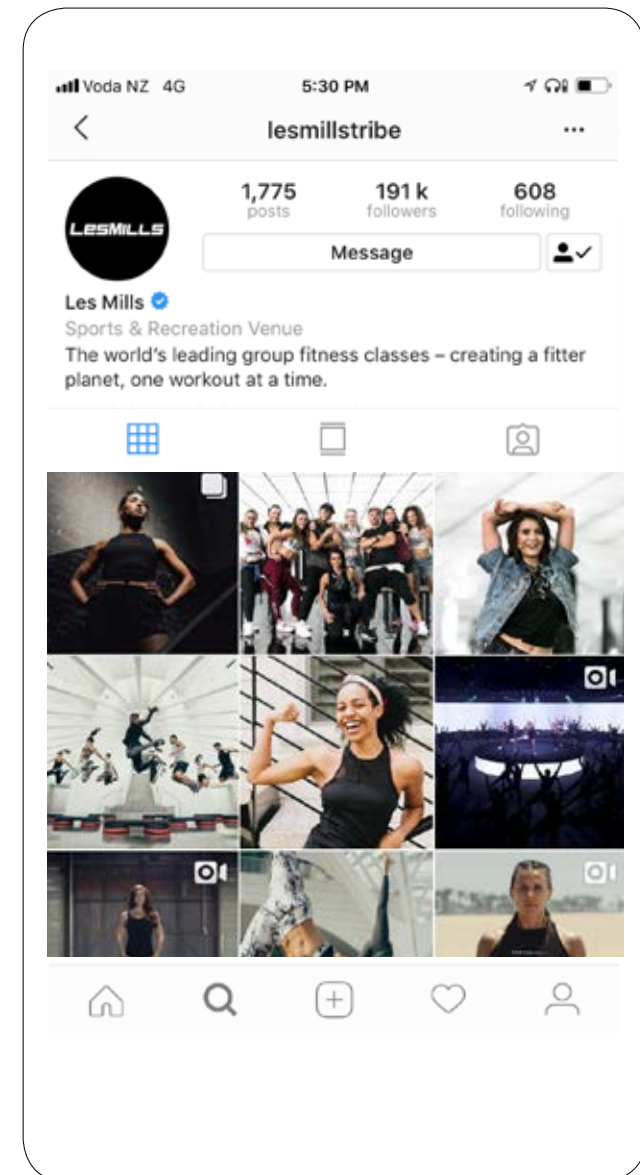 Voda NZ 4G 5:30 PM
lesmillstribe
1,775 191 k 608
posts followers following
LESMILLS
Message
Les Mills
Sports & Recreation Venue
The world's leading group fitness classes – creating a fitter
planet, one workout at a time.